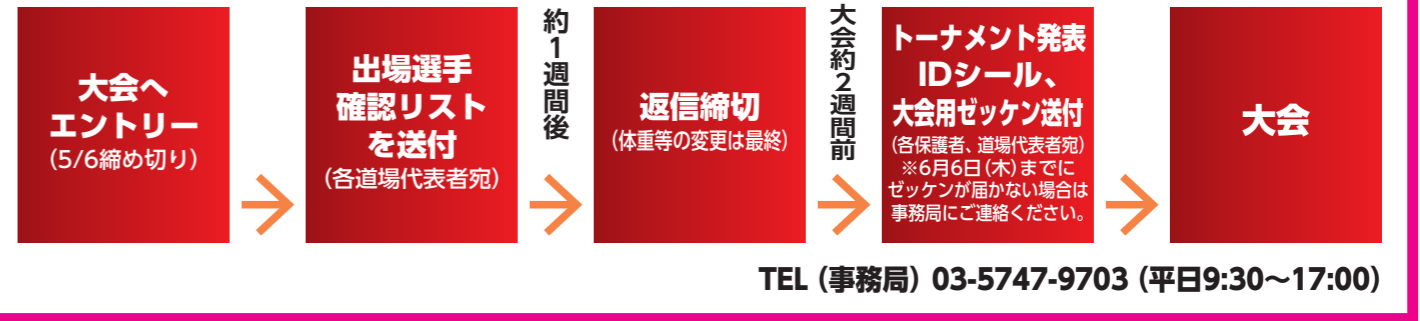 大会へ
エントリー
(5/6締め切り)
出場選手
確認リスト
を送付
(各道場代表者宛)
約1週間後
返信締切
(体重等の変更は最終)
大会約2週間前
トーナメント発表
IDシール、
大会用ゼッケン送付
(各保護者、道場代表者宛)
※6月6日(木)までに
ゼッケンが届かない場合は
事務局にご連絡ください。
大会
TEL(事務局)03-5747-9703(平日9:30〜17:00)